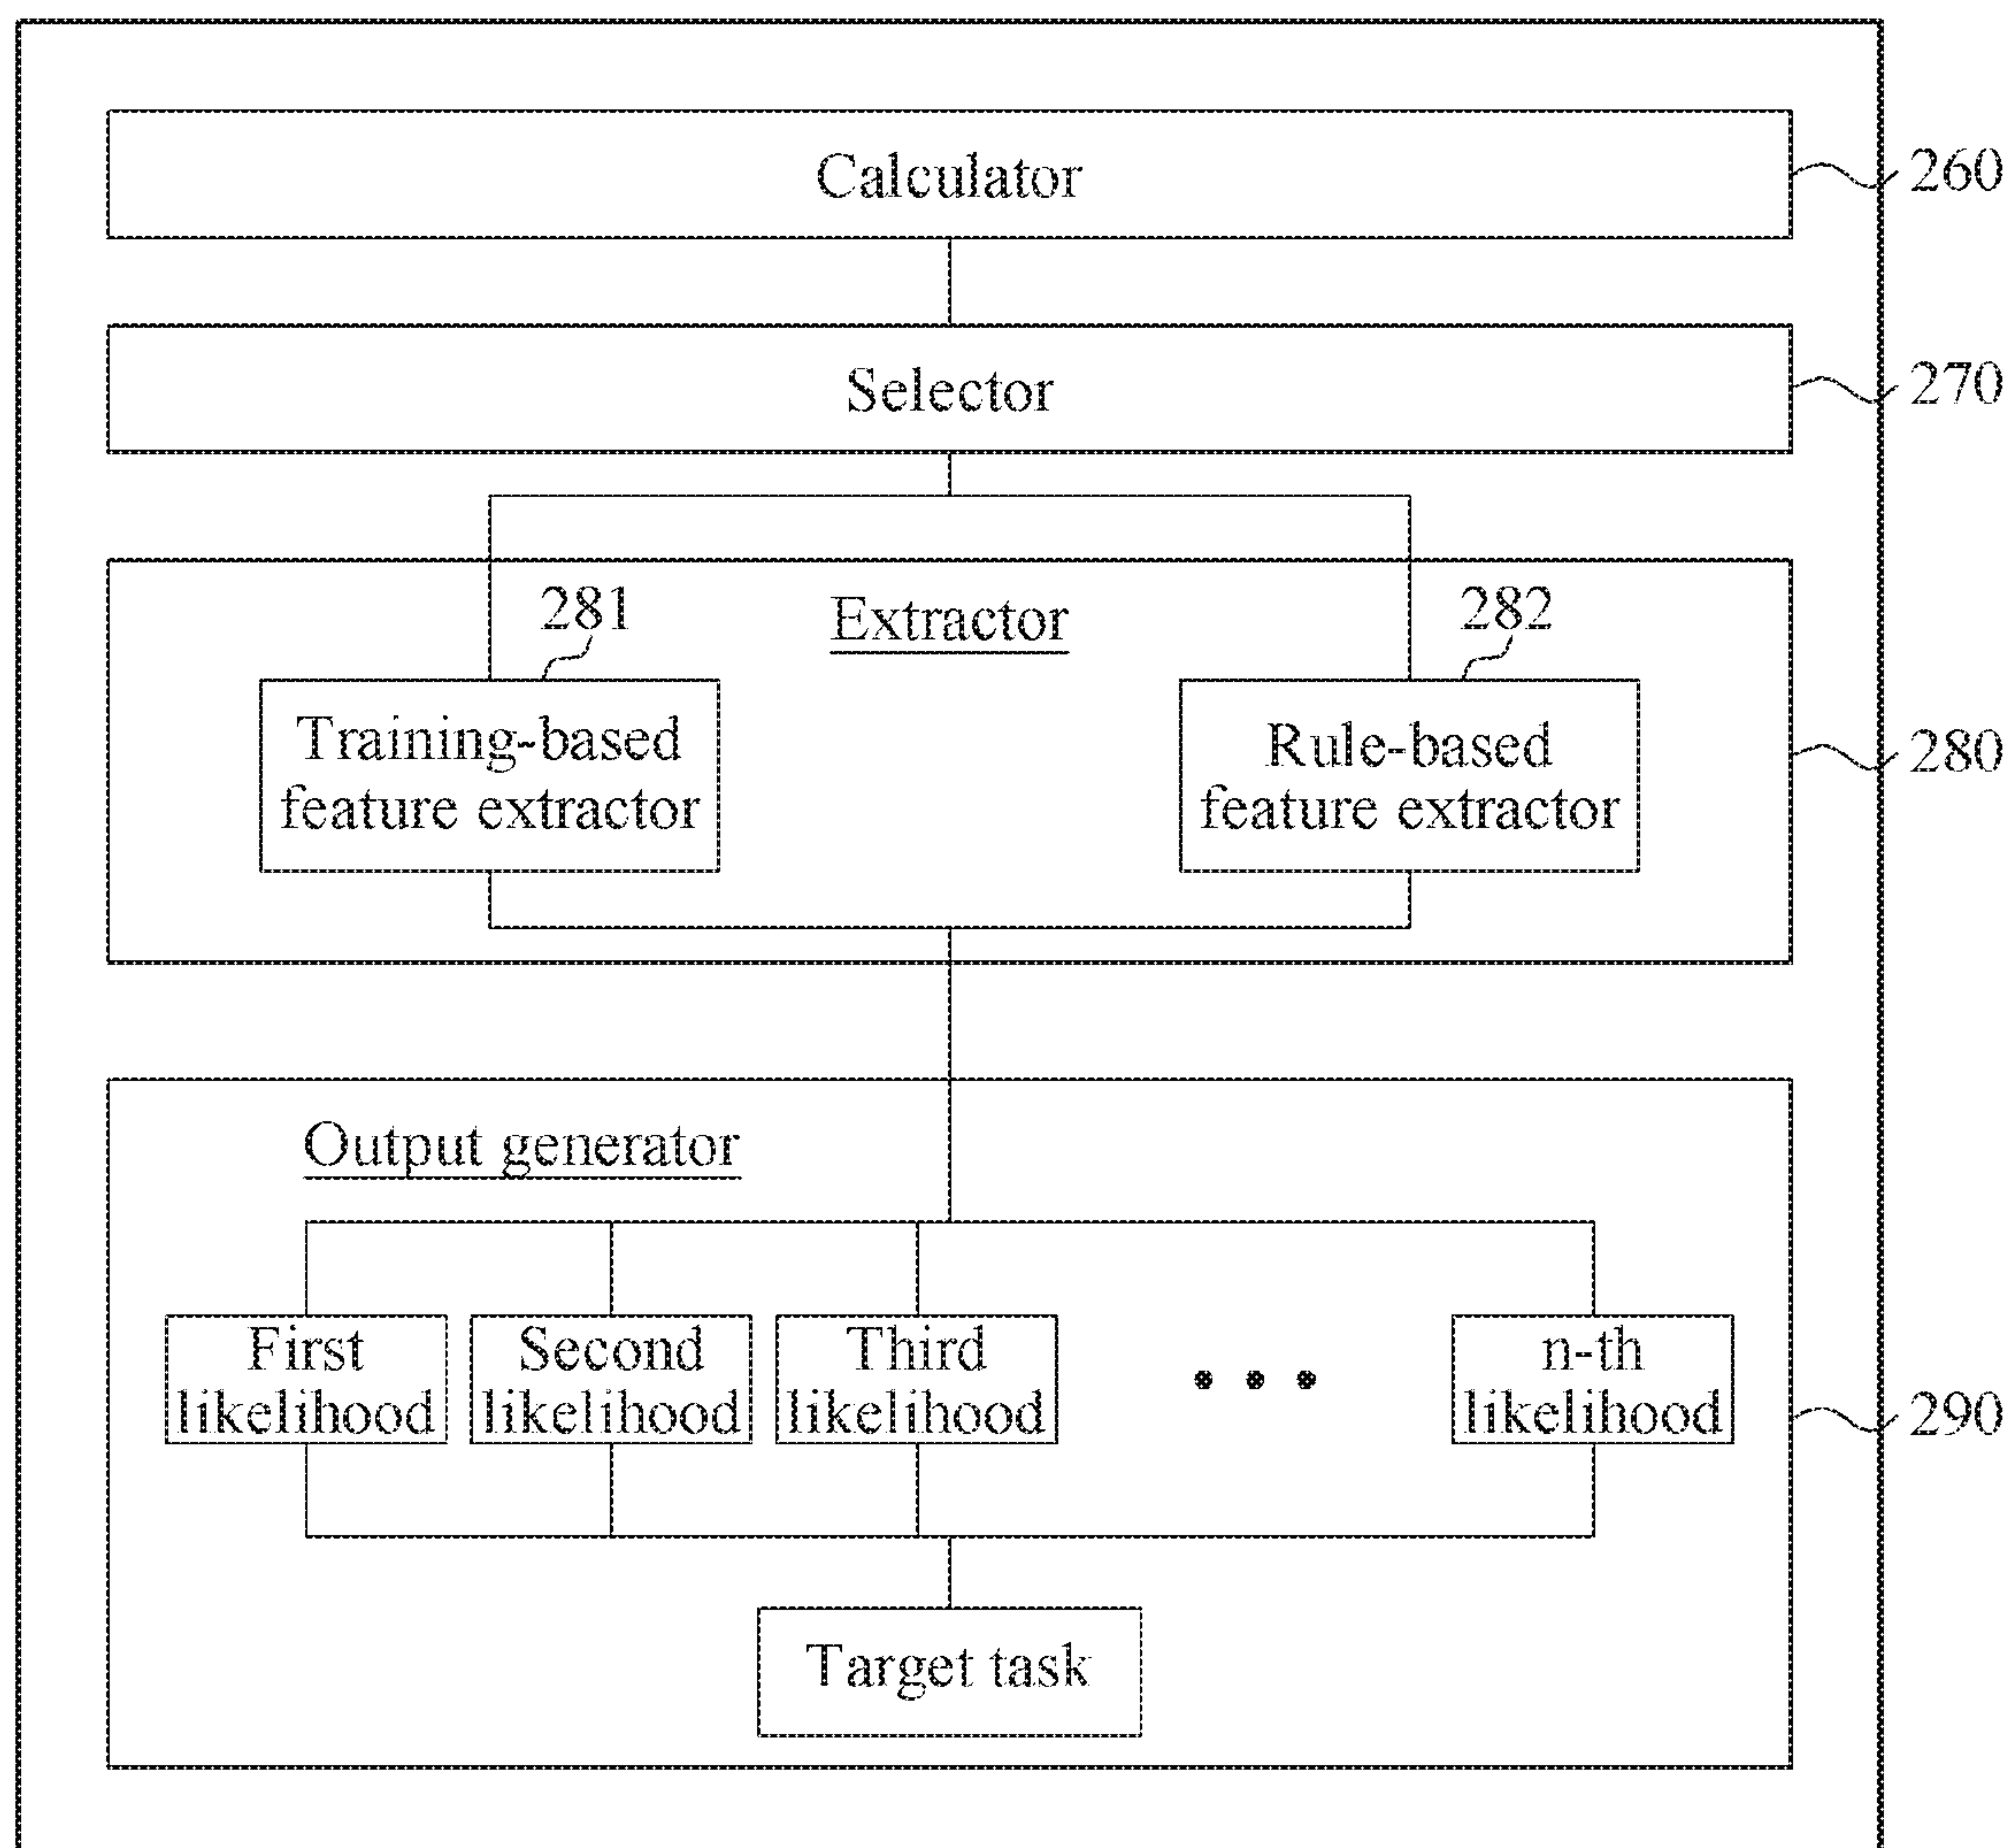 Calculator
260
Selector
270
281
Extractor
282
Training-based
feature extractor
Rule-based
feature extractor
280
Output generator
First
likelihood
Second
likelihood
Third
likelihood
• • •
n-th
likelihood
290
Target task